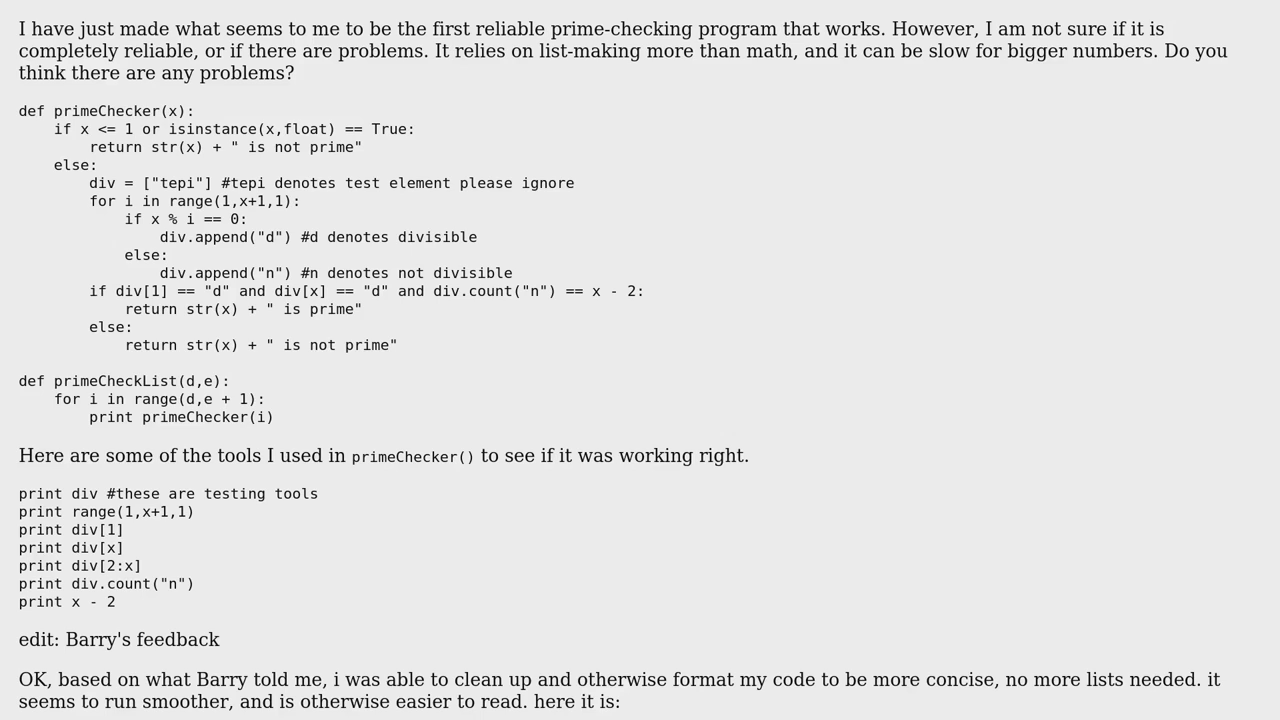 I have just made what seems to me to be the first reliable prime-checking program that works. However, I am not sure if it is
completely reliable, or if there are problems. It relies on list-making more than math, and it can be slow for bigger numbers. Do you
think there are any problems?
def primeChecker(x):
    if x <= 1 or isinstance(x,float) == True:
        return str(x) + " is not prime"
    else:
        div = ["tepi"] #tepi denotes test element please ignore
        for i in range(1,x+1,1):
            if x % i == 0:
                div.append("d") #d denotes divisible
            else:
                div.append("n") #n denotes not divisible
        if div[1] == "d" and div[x] == "d" and div.count("n") == x - 2:
            return str(x) + " is prime"
        else:
            return str(x) + " is not prime"
def primeCheckList(d,e):
    for i in range(d,e + 1):
        print primeChecker(i)
Here are some of the tools I used in primeChecker() to see if it was working right.
print div #these are testing tools
print range(1,x+1,1)
print div[1]
print div[x]
print div[2:x]
print div.count("n")
print x - 2
edit: Barry's feedback
OK, based on what Barry told me, i was able to clean up and otherwise format my code to be more concise, no more lists needed. it
seems to run smoother, and is otherwise easier to read. here it is: